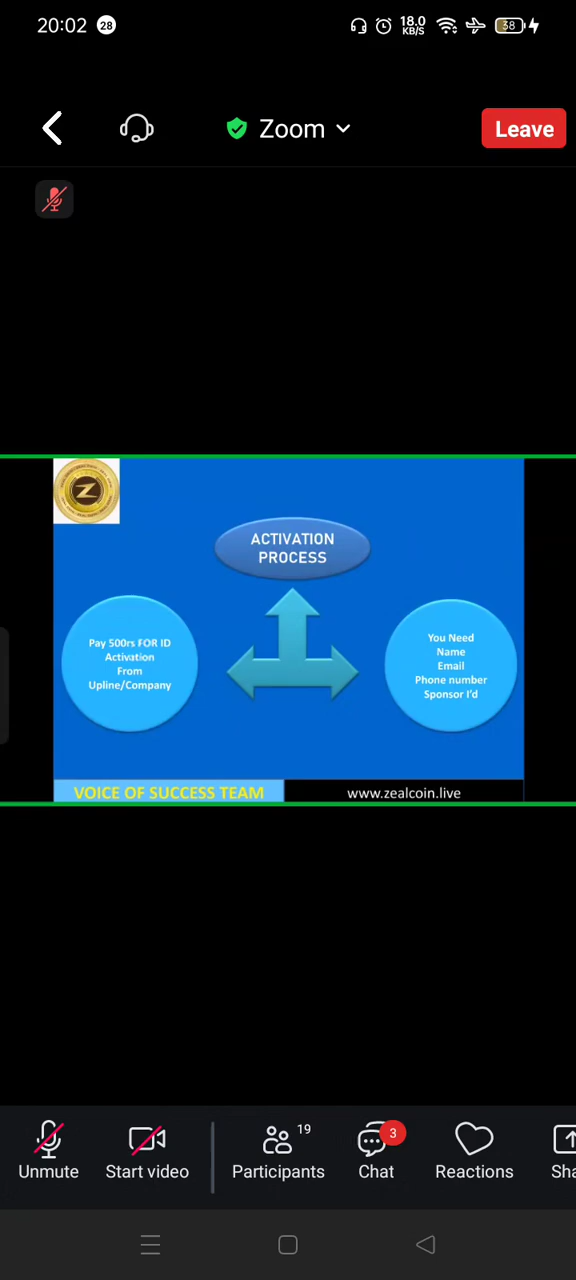 20:02
28
18.0
KB/S
38
Zoom
Leave
Z
ACTIVATION
PROCESS
Pay 500rs FOR ID
Activation
From
Upline/Company
You Need
Name
Email
Phone number
Sponsor I'd
VOICE OF SUCCESS TEAM
www.zealcoin.live
19
3
Unmute
Start video
Participants
Chat
Reactions
Sha